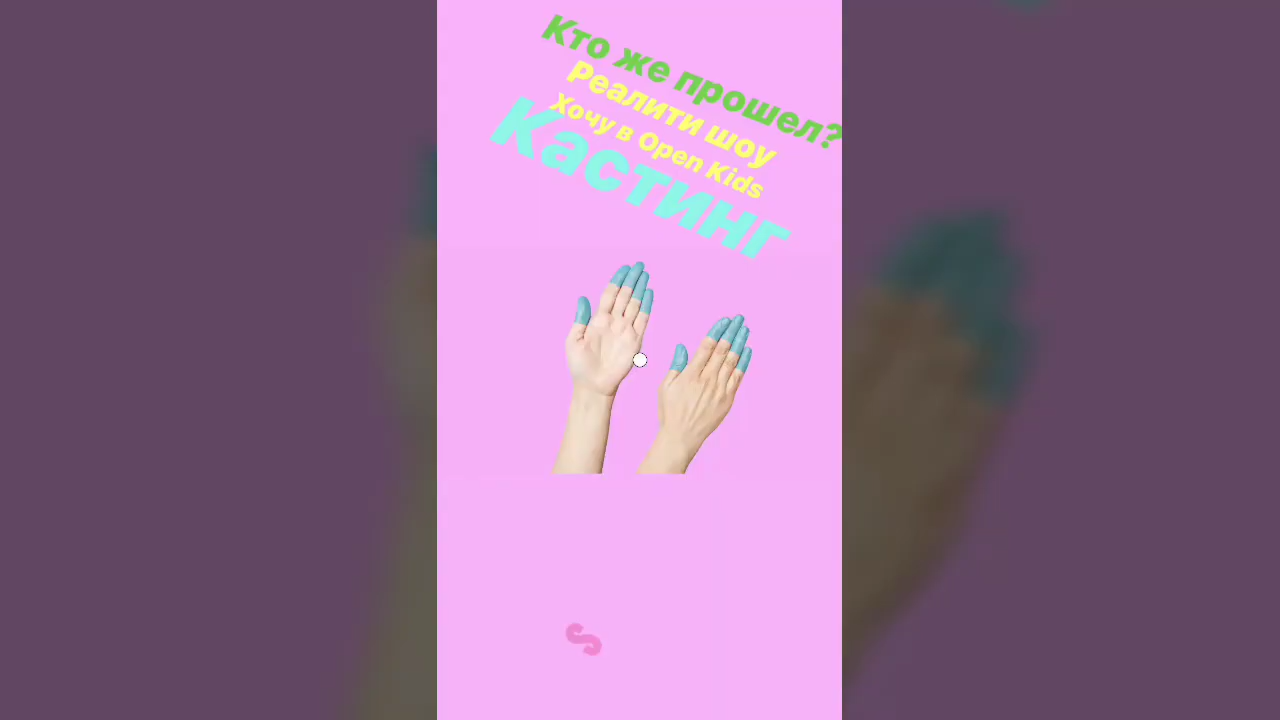 Кто же прошел?
Реалити шоу
Хочу в Open Kids
Кастинг
S